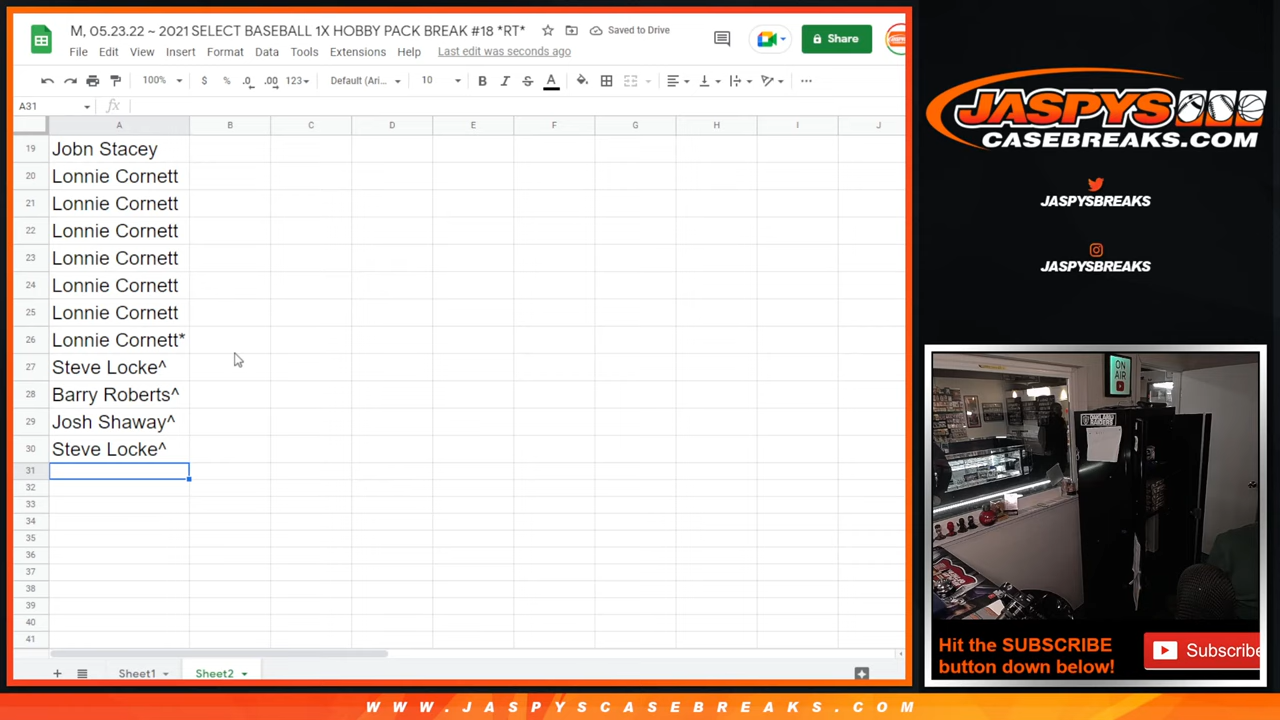 M, 05.23.22 ~ 2021 SELECT BASEBALL 1X HOBBY PACK BREAK #18 *RT*
Saved to Drive
Share
File Edit View Insert Format Data Tools Extensions Help Last edit was seconds ago
100% $ % .0 .00 123 Default (Ari... 10 B I S A
A31 fx
A B C D E F G H I J
19 Jobn Stacey
20 Lonnie Cornett
21 Lonnie Cornett
22 Lonnie Cornett
23 Lonnie Cornett
24 Lonnie Cornett
25 Lonnie Cornett
26 Lonnie Cornett*
27 Steve Locke^
28 Barry Roberts^
29 Josh Shaway^
30 Steve Locke^
31
32
33
34
35
36
37
38
39
40
41
Sheet1 Sheet2
JASPYS
CASEBREAKS.COM
JASPYSBREAKS
JASPYSBREAKS
ON
AIR
Hit the SUBSCRIBE
button down below!
Subscribe
WWW.JASPYSCASEBREAKS.COM